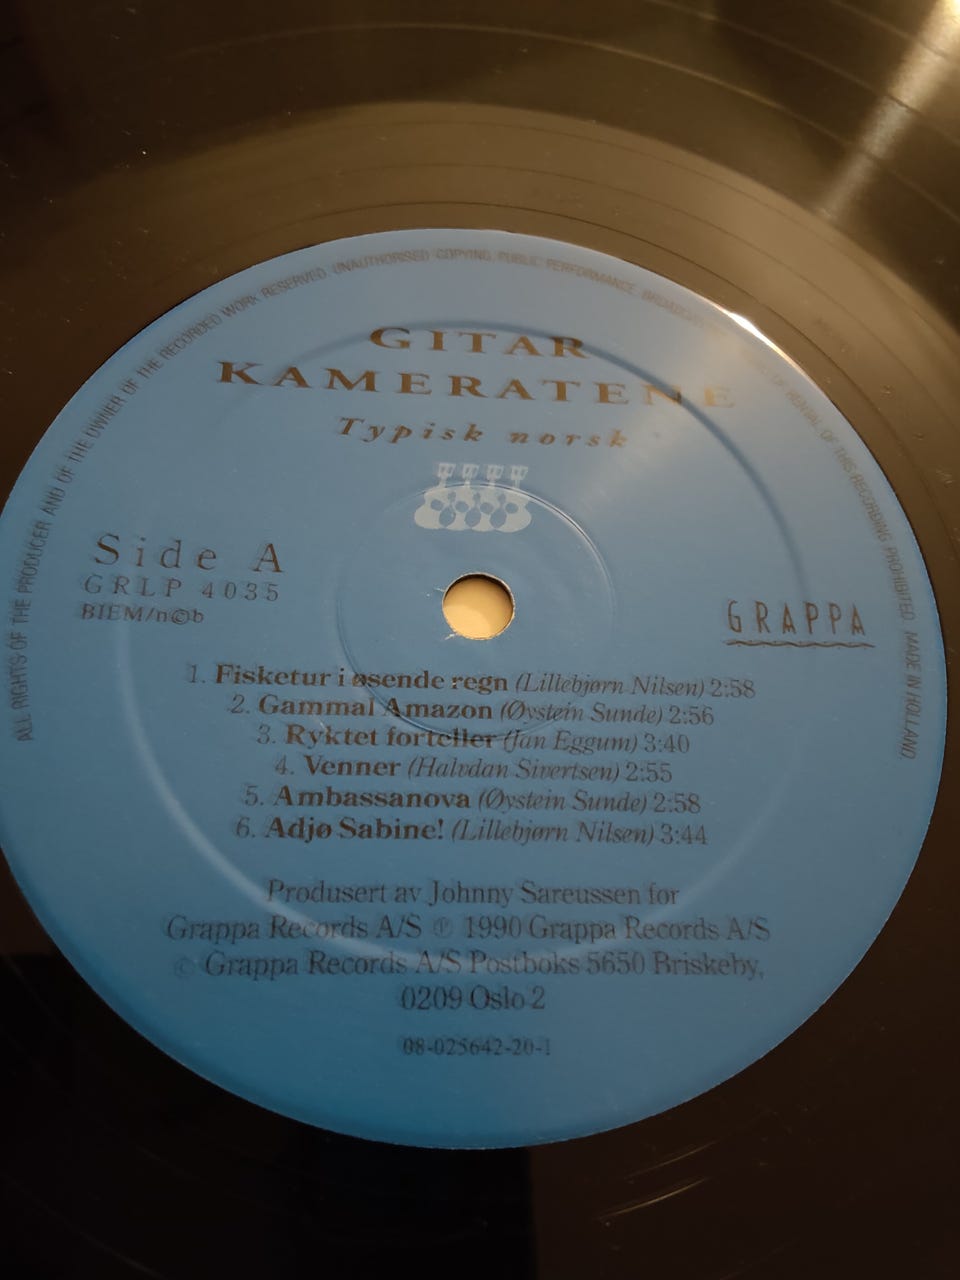 ALL RIGHTS OF THE PRODUCER AND OF THE OWNER OF THE RECORDED WORK RESERVED. UNAUTHORISED COPYING, PUBLIC PERFORMANCE, OF THIS RECORDING PROHIBITED. MADE IN HOLLAND.
GITAR
KAMERATENE
Typisk norsk
Side A
GRLP 4035
BIEM/n©b
GRAPPA
1. Fisketur i øsende regn (Lillebjørn Nilsen) 2:58
2. Gammal Amazon (Øystein Sunde) 2:56
3. Ryktet forteller (Jan Eggum) 3:40
4. Venner (Halvdan Sivertsen) 2:55
5. Ambassanova (Øystein Sunde) 2:58
6. Adjø Sabine! (Lillebjørn Nilsen) 3:44
Produsert av Johnny Sareussen for
Grappa Records A/S ℗ 1990 Grappa Records A/S
© Grappa Records A/S Postboks 5650 Briskeby,
0209 Oslo 2
08-025642-20-1